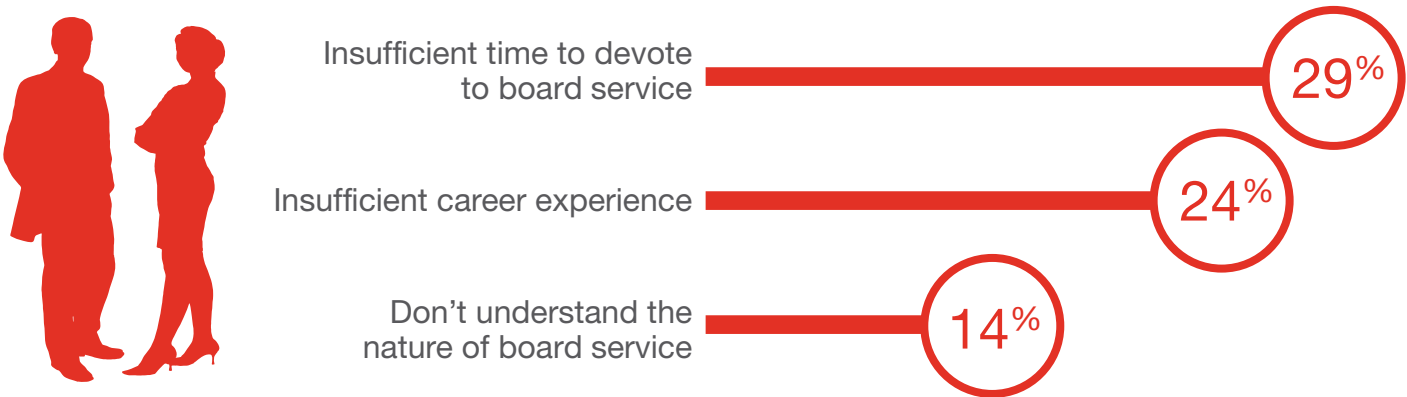 Insufficient time to devote
to board service
29%
Insufficient career experience
24%
Don’t understand the
nature of board service
14%